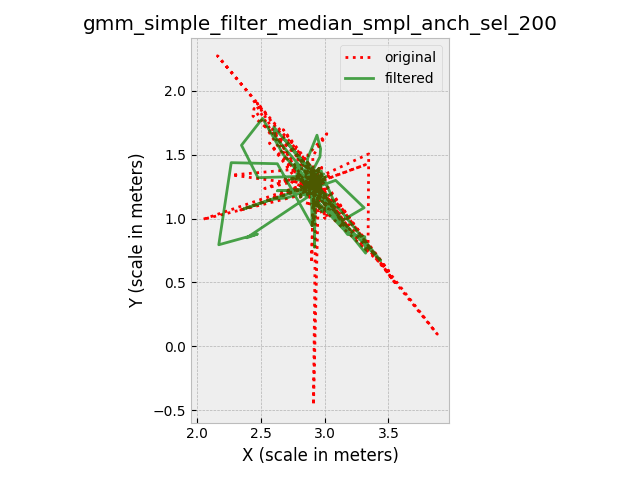 gmm_simple_filter_median_smpl_anch_sel_200
original
filtered
2.0
1.5
1.0
0.5
0.0
−0.5
Y (scale in meters)
2.0 2.5 3.0 3.5
X (scale in meters)